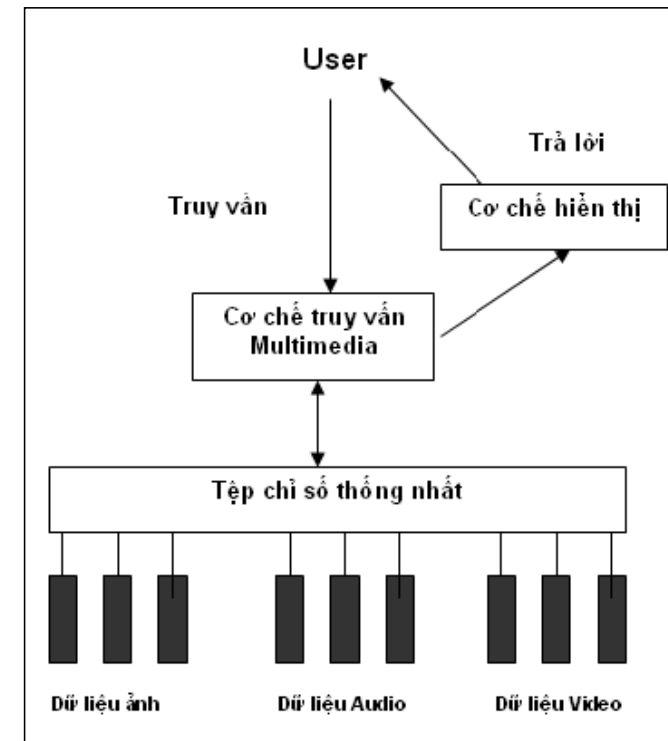 User
Trả lời
Truy vấn
Cơ chế hiển thị
Cơ chế truy vấn
Multimedia
Tệp chỉ số thống nhất
Dữ liệu ảnh
Dữ liệu Audio
Dữ liệu Video